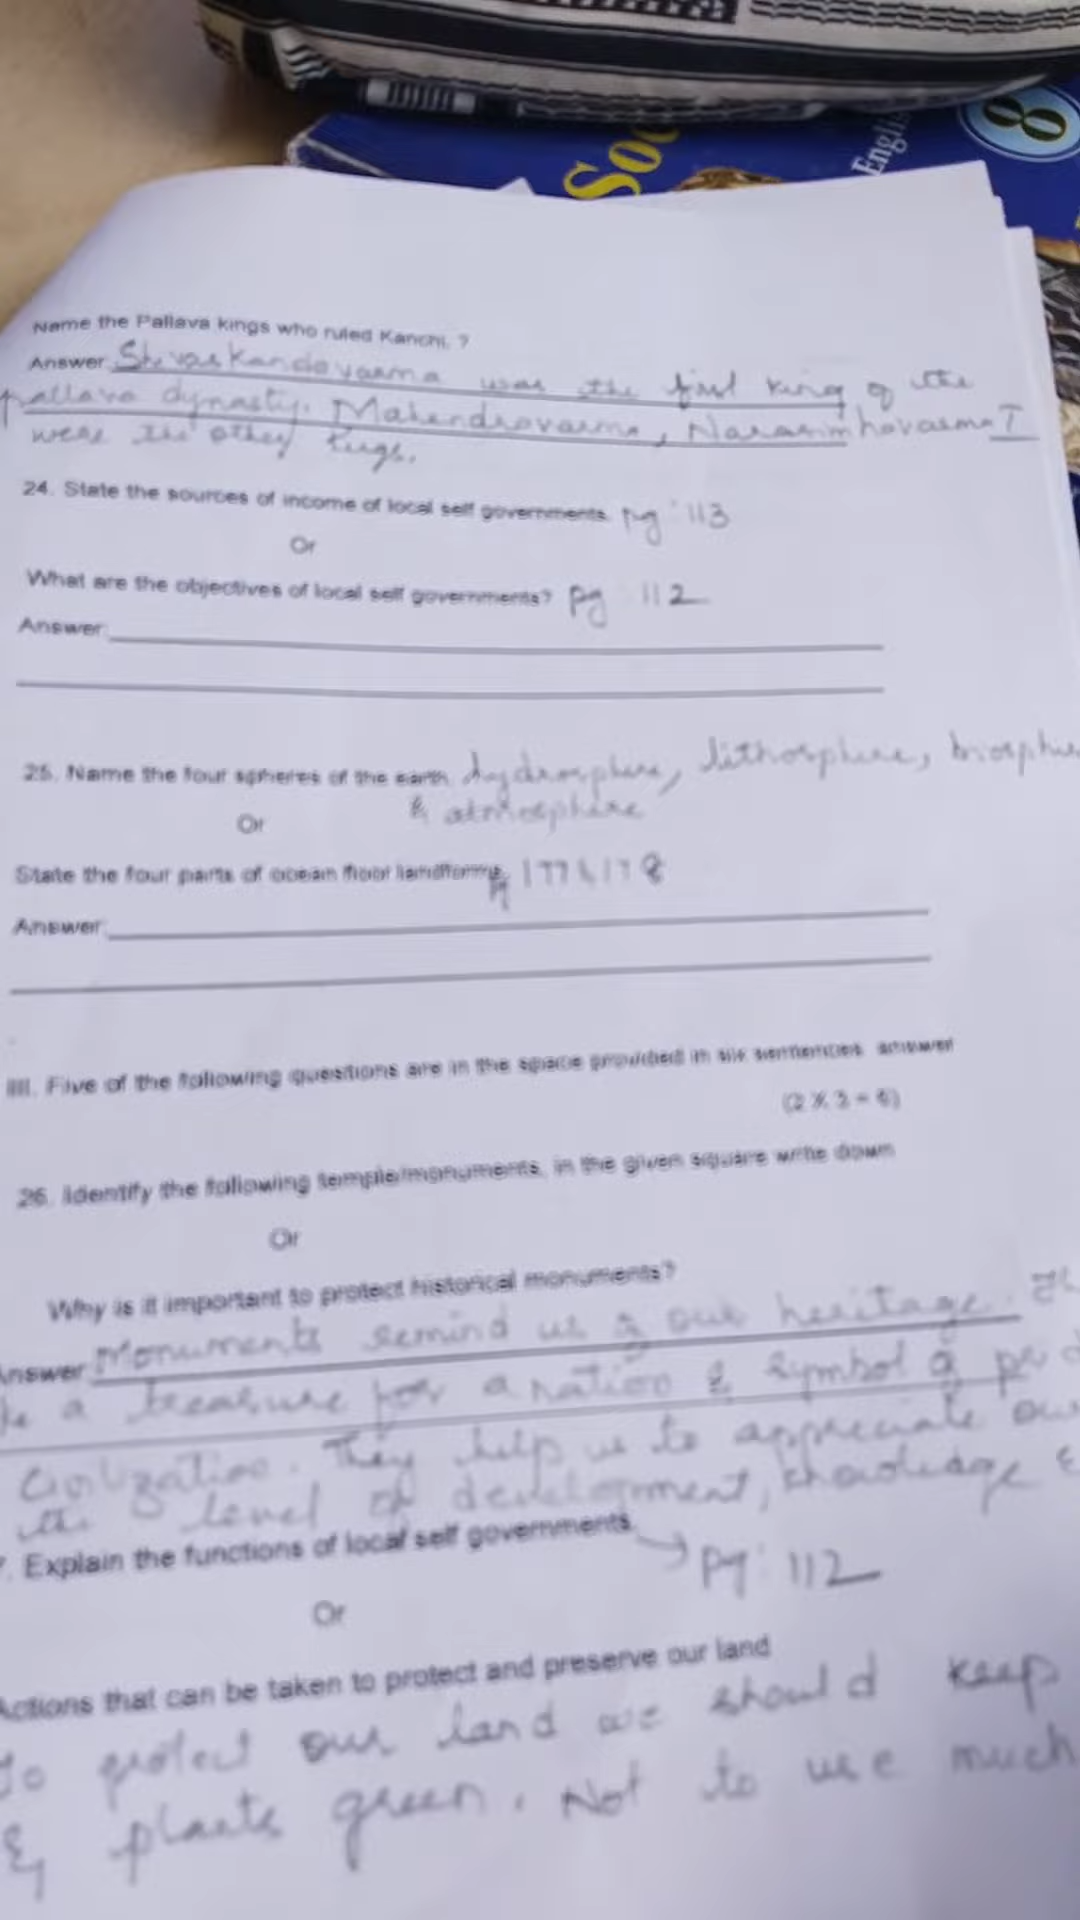 Soc
Englis
8
Name the Pallava kings who ruled Kanchi. ?
Answer Shivaskandavarma was the first king of the
pallava dynasty. Mahendravarma, Narasimhavarma I
were the other kings.
24. State the sources of income of local self governments. pg: 113
Or
What are the objectives of local self governments? pg 112
Answer:
25. Name the four spheres of the earth. hydrosphere, lithosphere, biosphe
& atmosphere
Or
State the four parts of ocean floor landforms. pg 177 & 178
Answer:
III. Five of the following questions are in the space provided in six sentences answer
(2 X 3 = 6)
26. Identify the following temple/monuments, in the given square write down
Or
Why is it important to protect historical monuments?
Answer Monuments remind us of our heritage.
a treasure for a nation & symbol of
civilization. They help us to appreciate
the level of development, knowledge &
7. Explain the functions of local self governments. → pg: 112
Or
Actions that can be taken to protect and preserve our land
To protect our land we should keep
& plants green. Not to use much